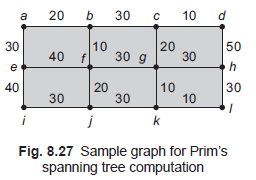 a 20 b 30 c 10 d
30 10 20 50
e 40 f 30 g 30 h
40 20 10 30
30 30 10
i j k l
Fig. 8.27 Sample graph for Prim's
spanning tree computation